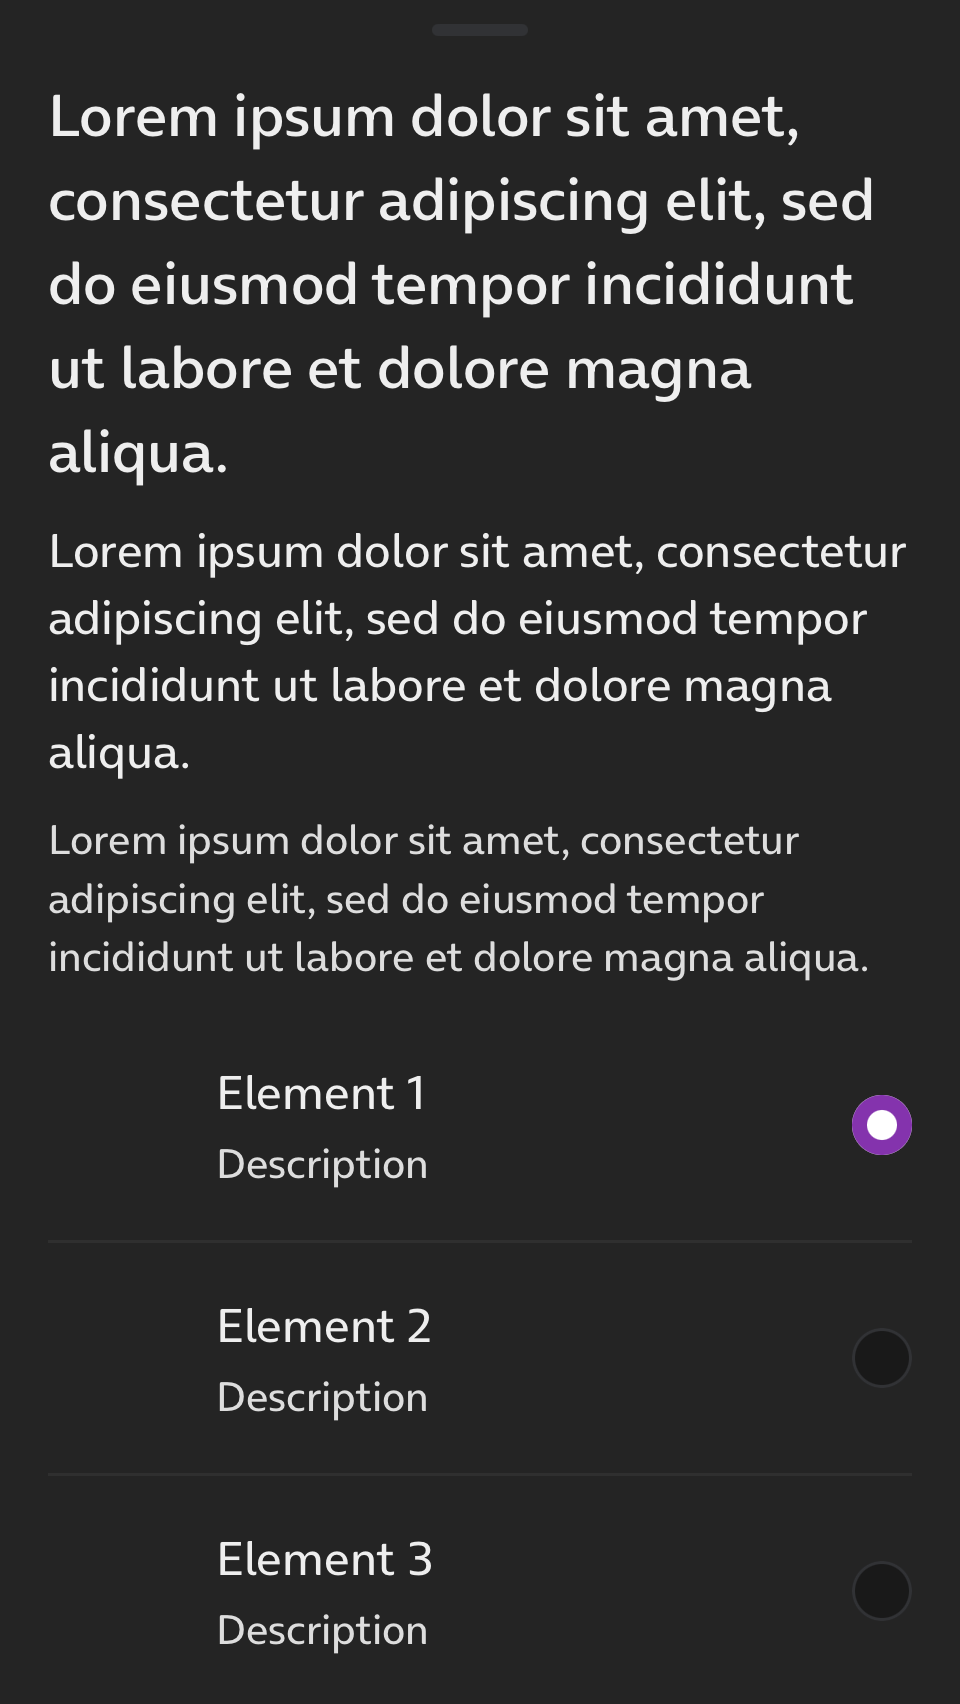 Lorem ipsum dolor sit amet,
consectetur adipiscing elit, sed
do eiusmod tempor incididunt
ut labore et dolore magna
aliqua.
Lorem ipsum dolor sit amet, consectetur
adipiscing elit, sed do eiusmod tempor
incididunt ut labore et dolore magna
aliqua.
Lorem ipsum dolor sit amet, consectetur
adipiscing elit, sed do eiusmod tempor
incididunt ut labore et dolore magna aliqua.
Element 1
Description
Element 2
Description
Element 3
Description